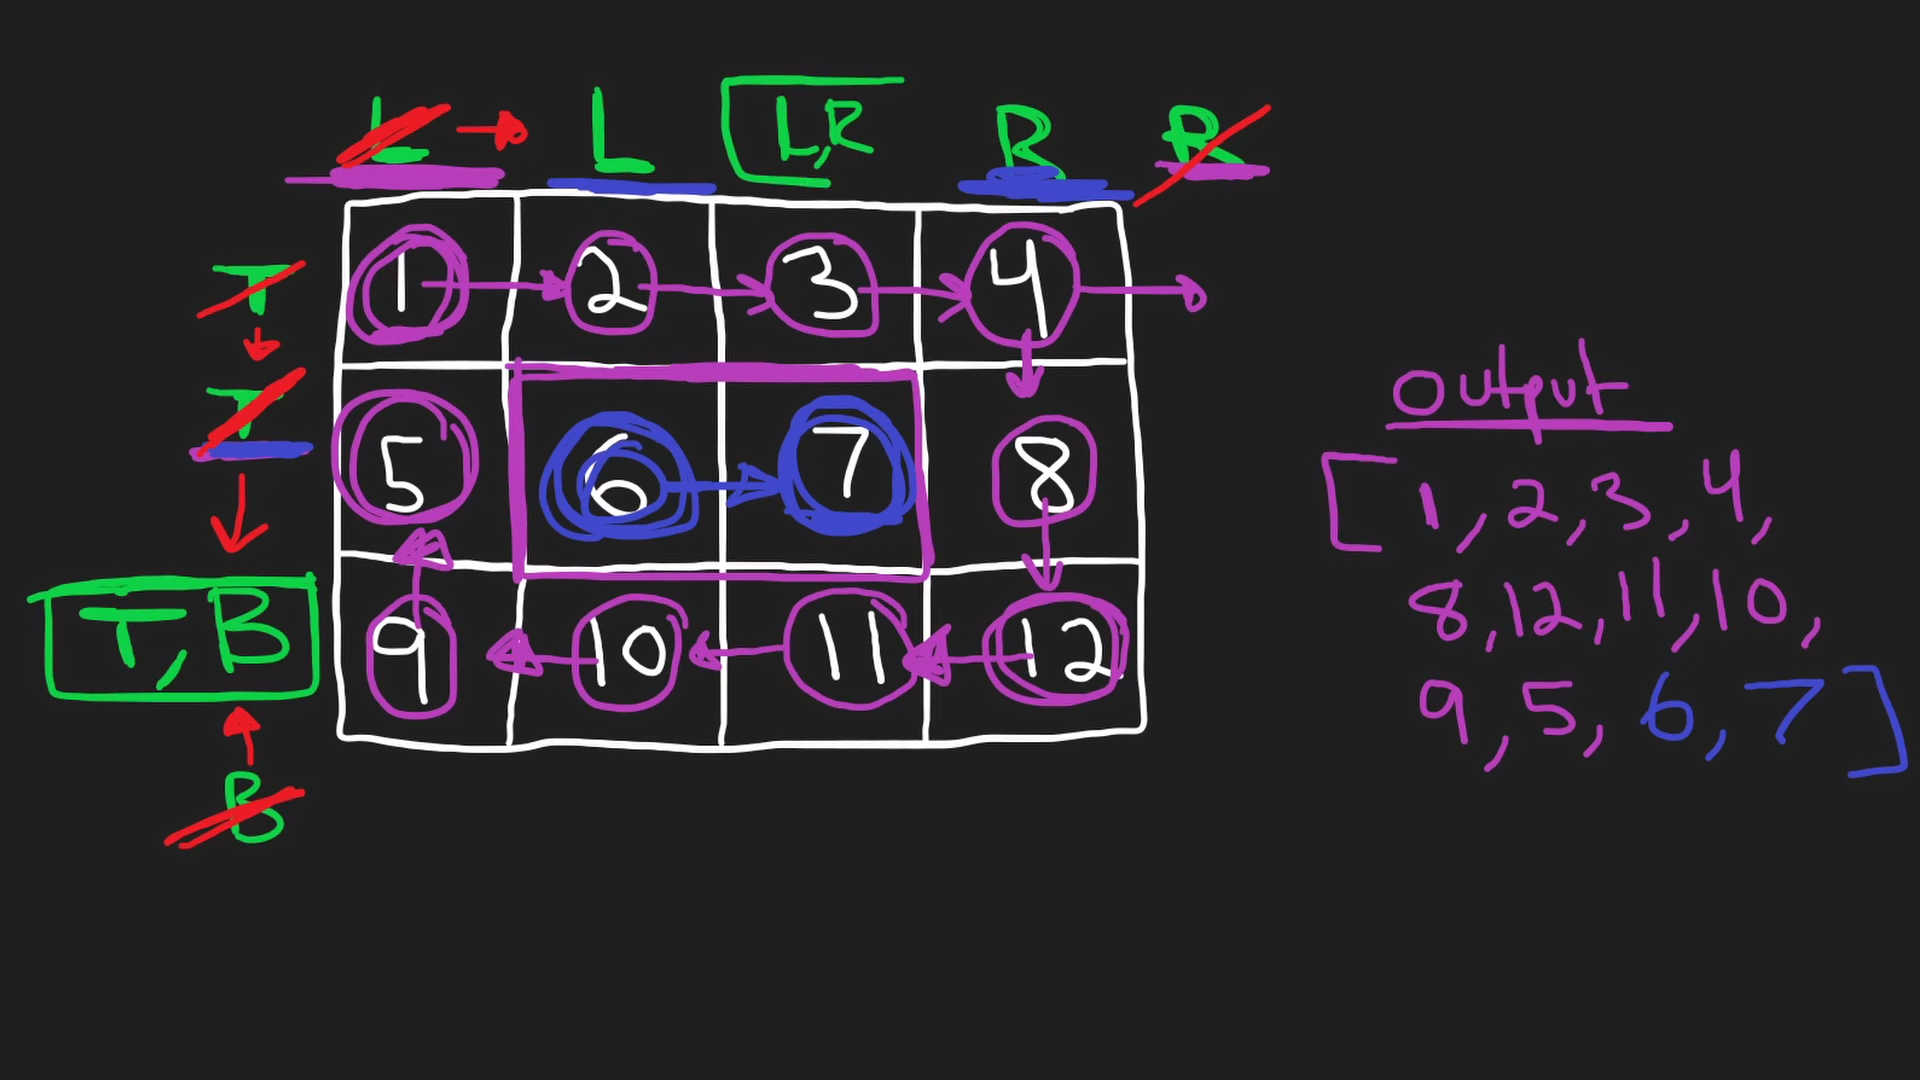 L L L,R R R
T 1 2 3 4
T 5 6 7 8
T, B 9 10 11 12
B
output
[1, 2, 3, 4,
8, 12, 11, 10,
9, 5, 6, 7]